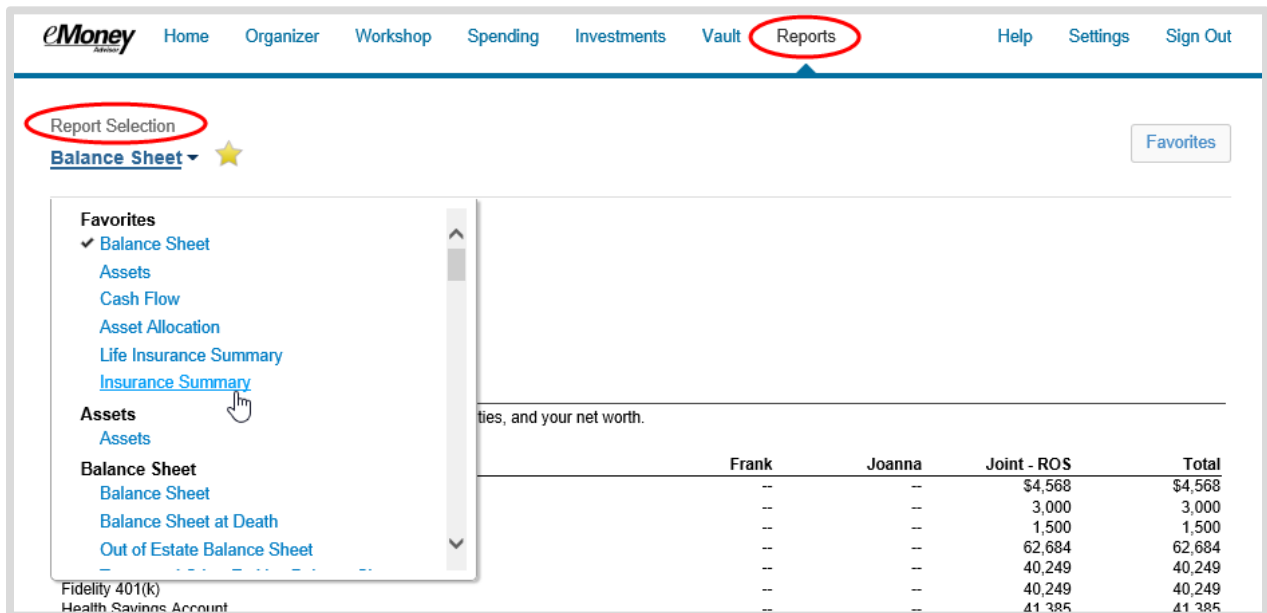 eMoney Advisor Home Organizer Workshop Spending Investments Vault Reports Help Settings Sign Out
Report Selection
Balance Sheet
Favorites
Favorites
Balance Sheet
Assets
Cash Flow
Asset Allocation
Life Insurance Summary
Insurance Summary
Assets
Assets
Balance Sheet
Balance Sheet
Balance Sheet at Death
Out of Estate Balance Sheet
ties, and your net worth.
Frank Joanna Joint - ROS Total
-- -- $4,568 $4,568
-- -- 3,000 3,000
-- -- 1,500 1,500
-- -- 62,684 62,684
-- -- 40,249 40,249
Fidelity 401(k) -- -- 40,249 40,249
Health Savings Account -- -- 41,385 41,385